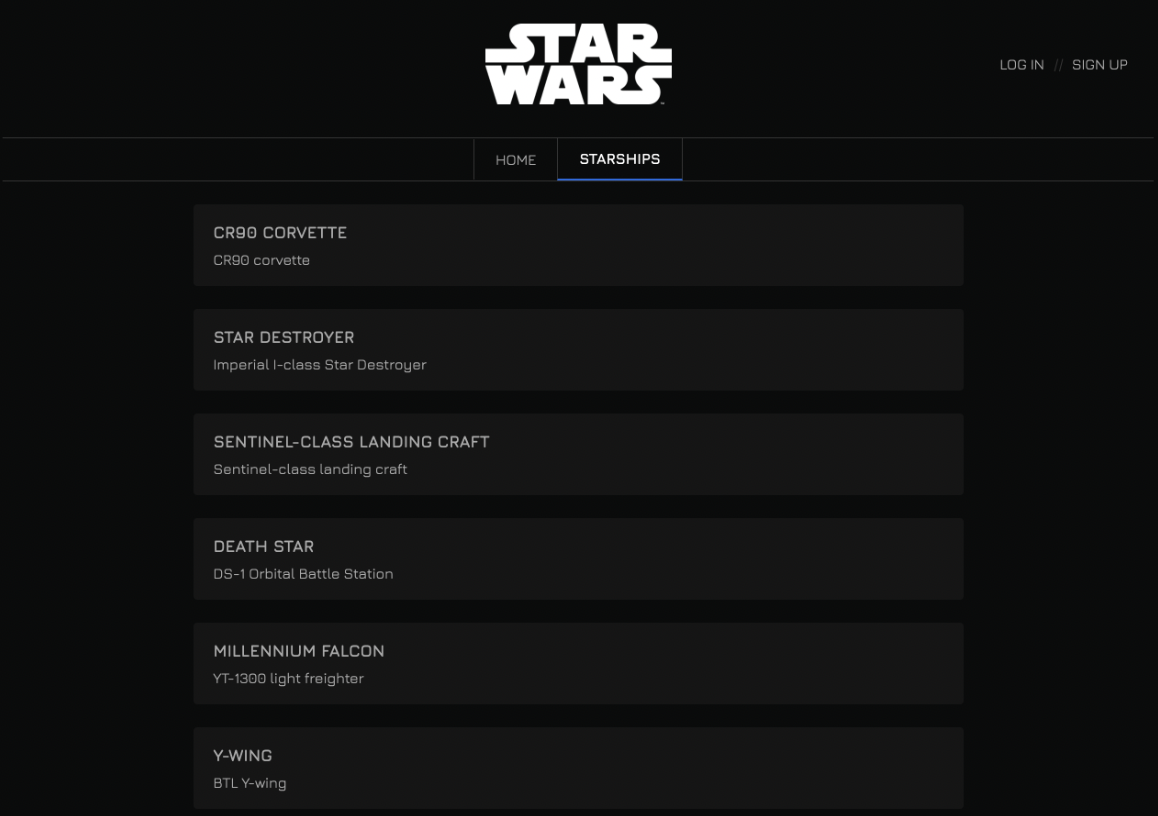 STAR
WARS
LOG IN // SIGN UP
HOME
STARSHIPS
CR90 CORVETTE
CR90 corvette
STAR DESTROYER
Imperial I-class Star Destroyer
SENTINEL-CLASS LANDING CRAFT
Sentinel-class landing craft
DEATH STAR
DS-1 Orbital Battle Station
MILLENNIUM FALCON
YT-1300 light freighter
Y-WING
BTL Y-wing